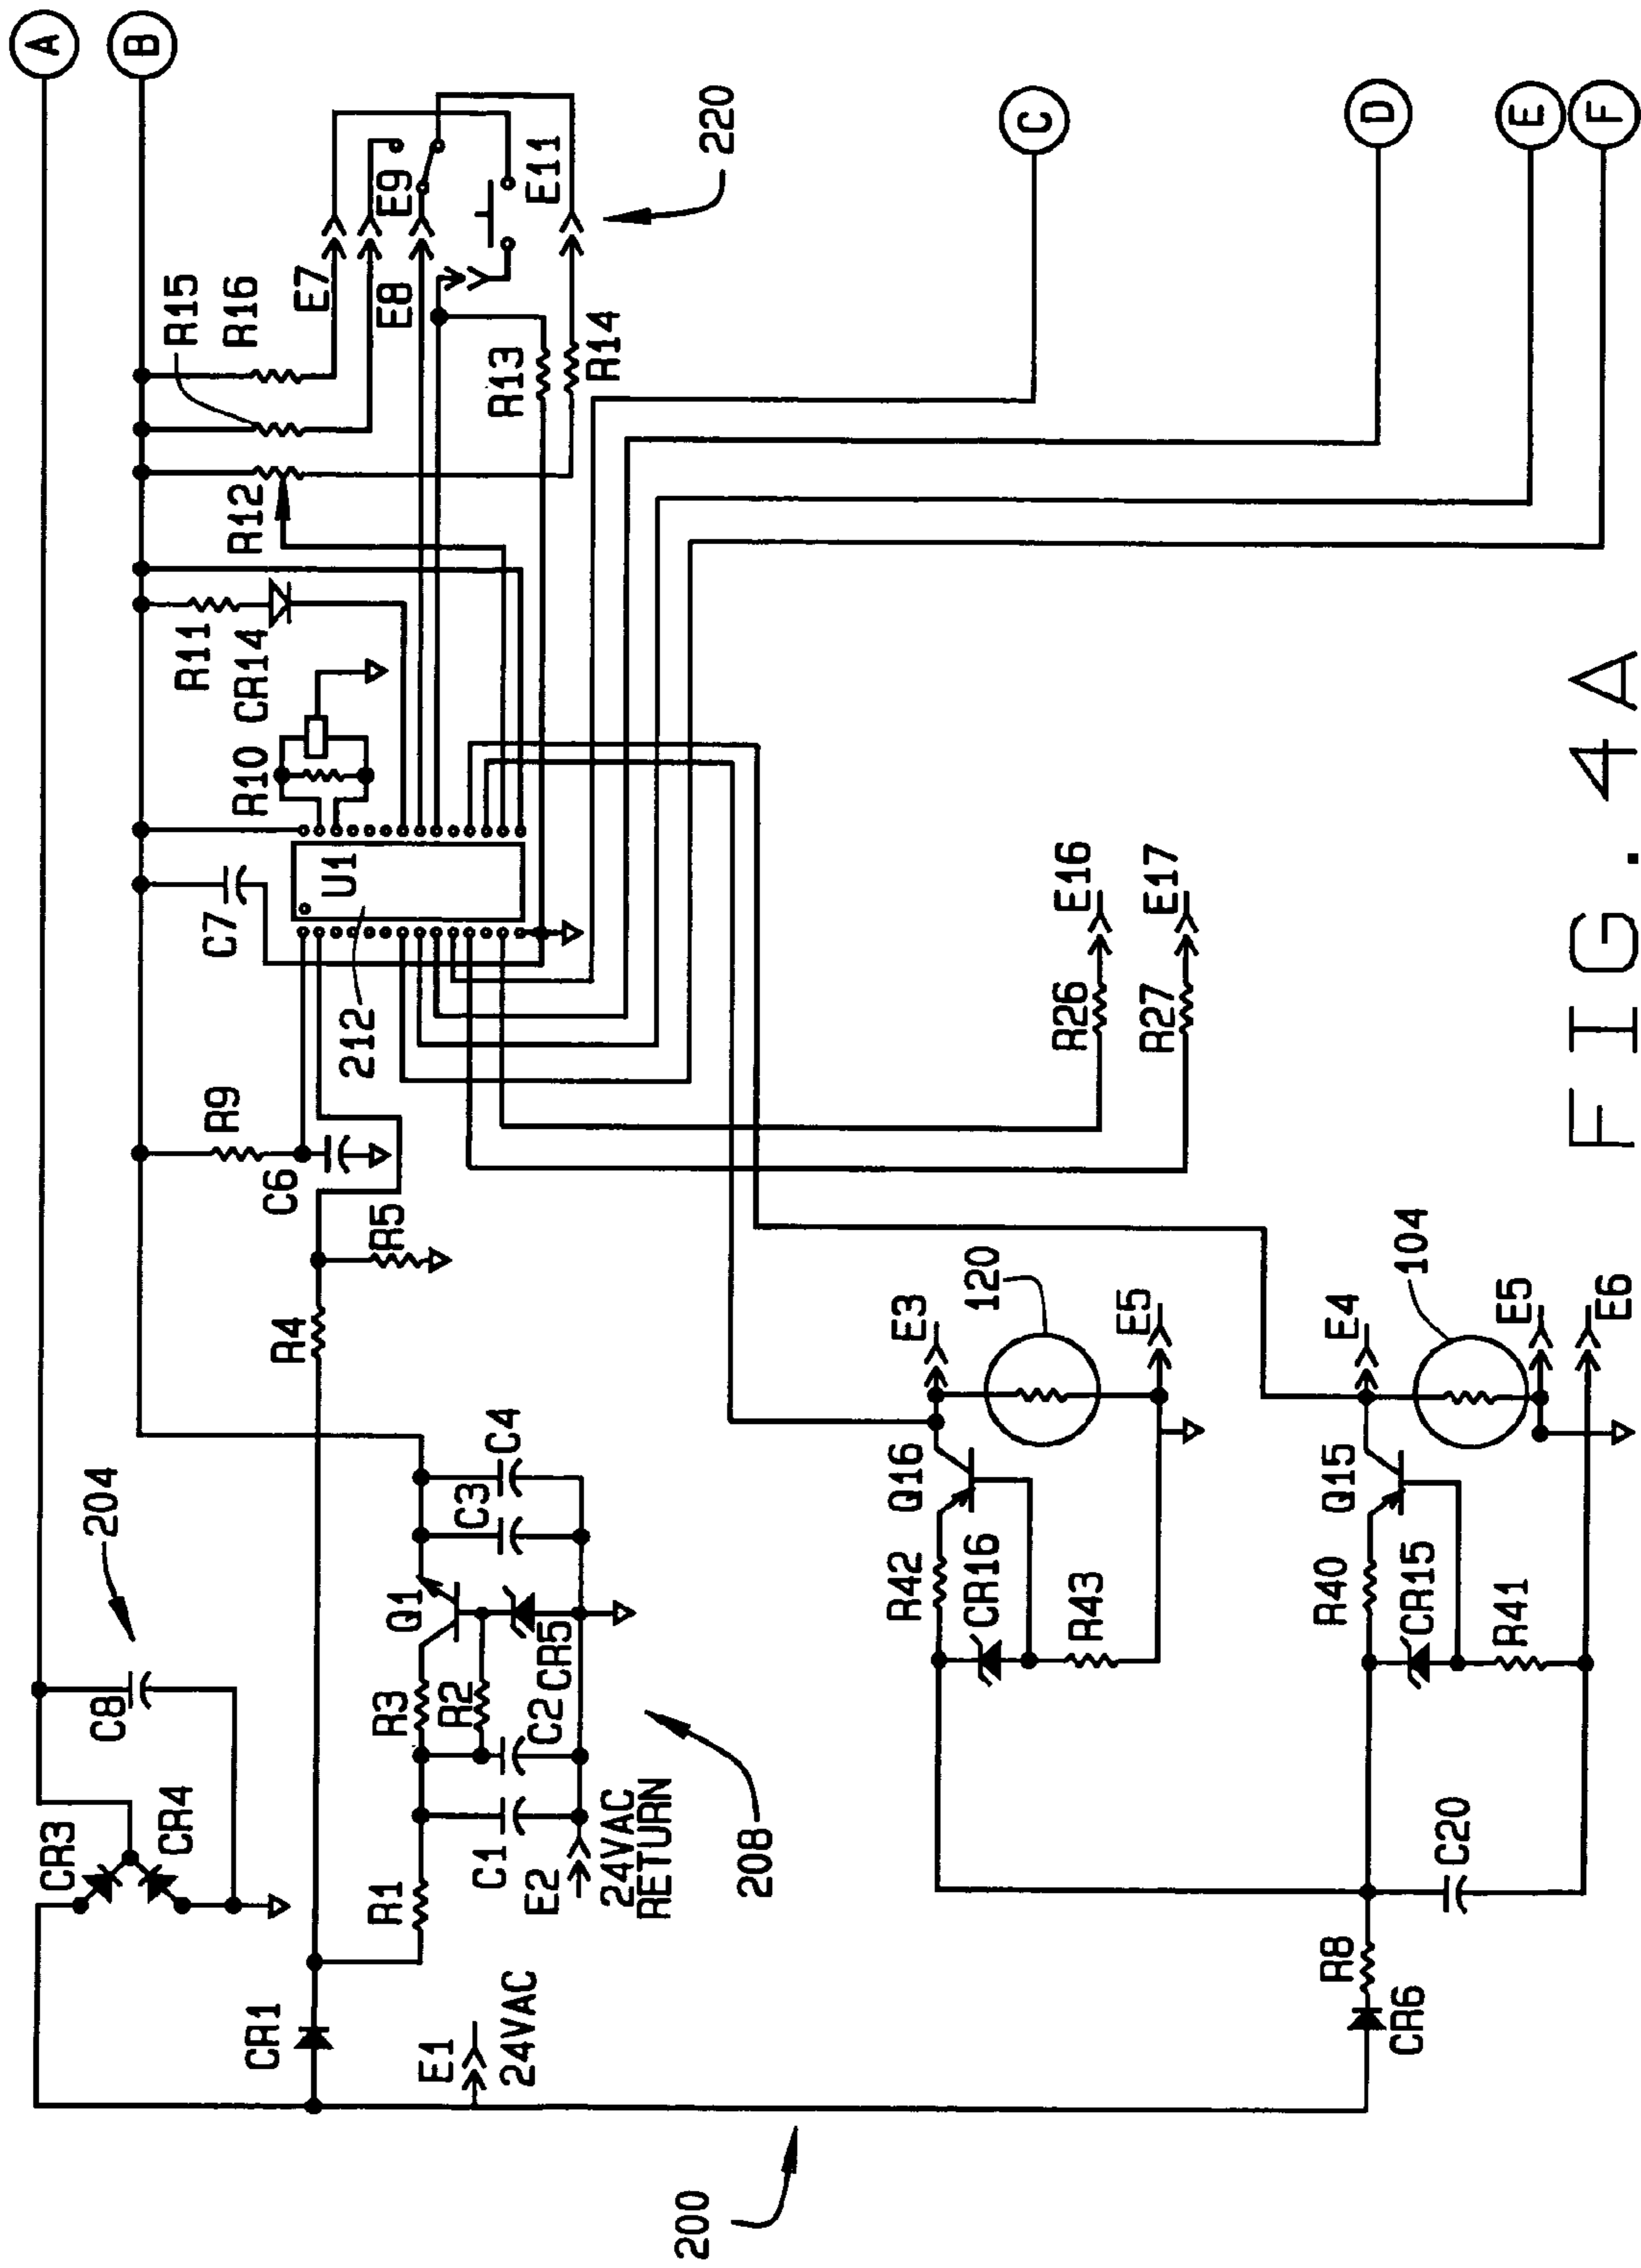 A
B
C
D
E
F
204
CR3
CR4
C8
CR1
R4
R5
R9
C6
C7
U1
212
R10
CR14
R11
R12
R15
R16
E7
E8
E9
E11
220
R13
R14
R1
R3
R2
Q1
C3
C4
C1
C2
CR5
E2
24VAC
RETURN
208
E1
24VAC
200
R42
Q16
E3
120
CR16
R43
E5
R26
E16
R27
E17
R8
CR6
C20
R40
Q15
E4
104
CR15
R41
E5
E6
FIG. 4A